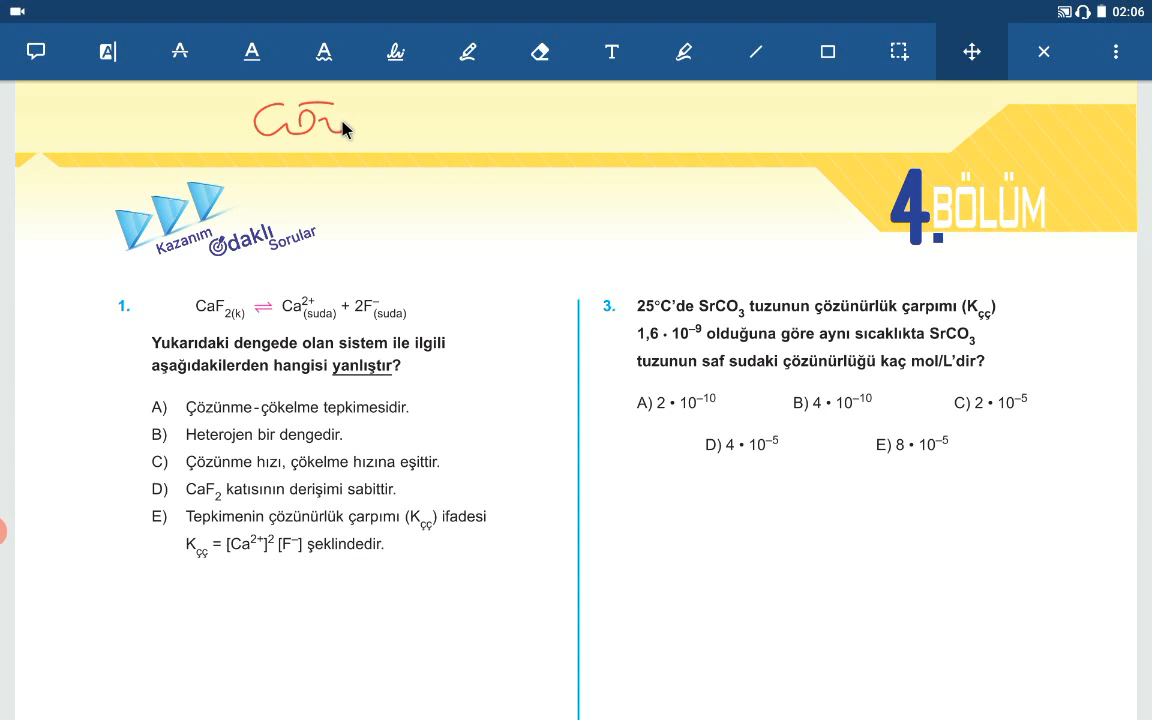 02:06
4. BÖLÜM
Kazanım Odaklı Sorular
1. CaF2(k) ⇌ Ca2+(suda) + 2F–(suda)
Yukarıdaki dengede olan sistem ile ilgili
aşağıdakilerden hangisi yanlıştır?
A) Çözünme-çökelme tepkimesidir.
B) Heterojen bir dengedir.
C) Çözünme hızı, çökelme hızına eşittir.
D) CaF2 katısının derişimi sabittir.
E) Tepkimenin çözünürlük çarpımı (Kçç) ifadesi
Kçç = [Ca2+]2 [F–] şeklindedir.
3. 25°C'de SrCO3 tuzunun çözünürlük çarpımı (Kçç)
1,6 · 10–9 olduğuna göre aynı sıcaklıkta SrCO3
tuzunun saf sudaki çözünürlüğü kaç mol/L'dir?
A) 2 • 10–10 B) 4 • 10–10 C) 2 • 10–5
D) 4 • 10–5 E) 8 • 10–5